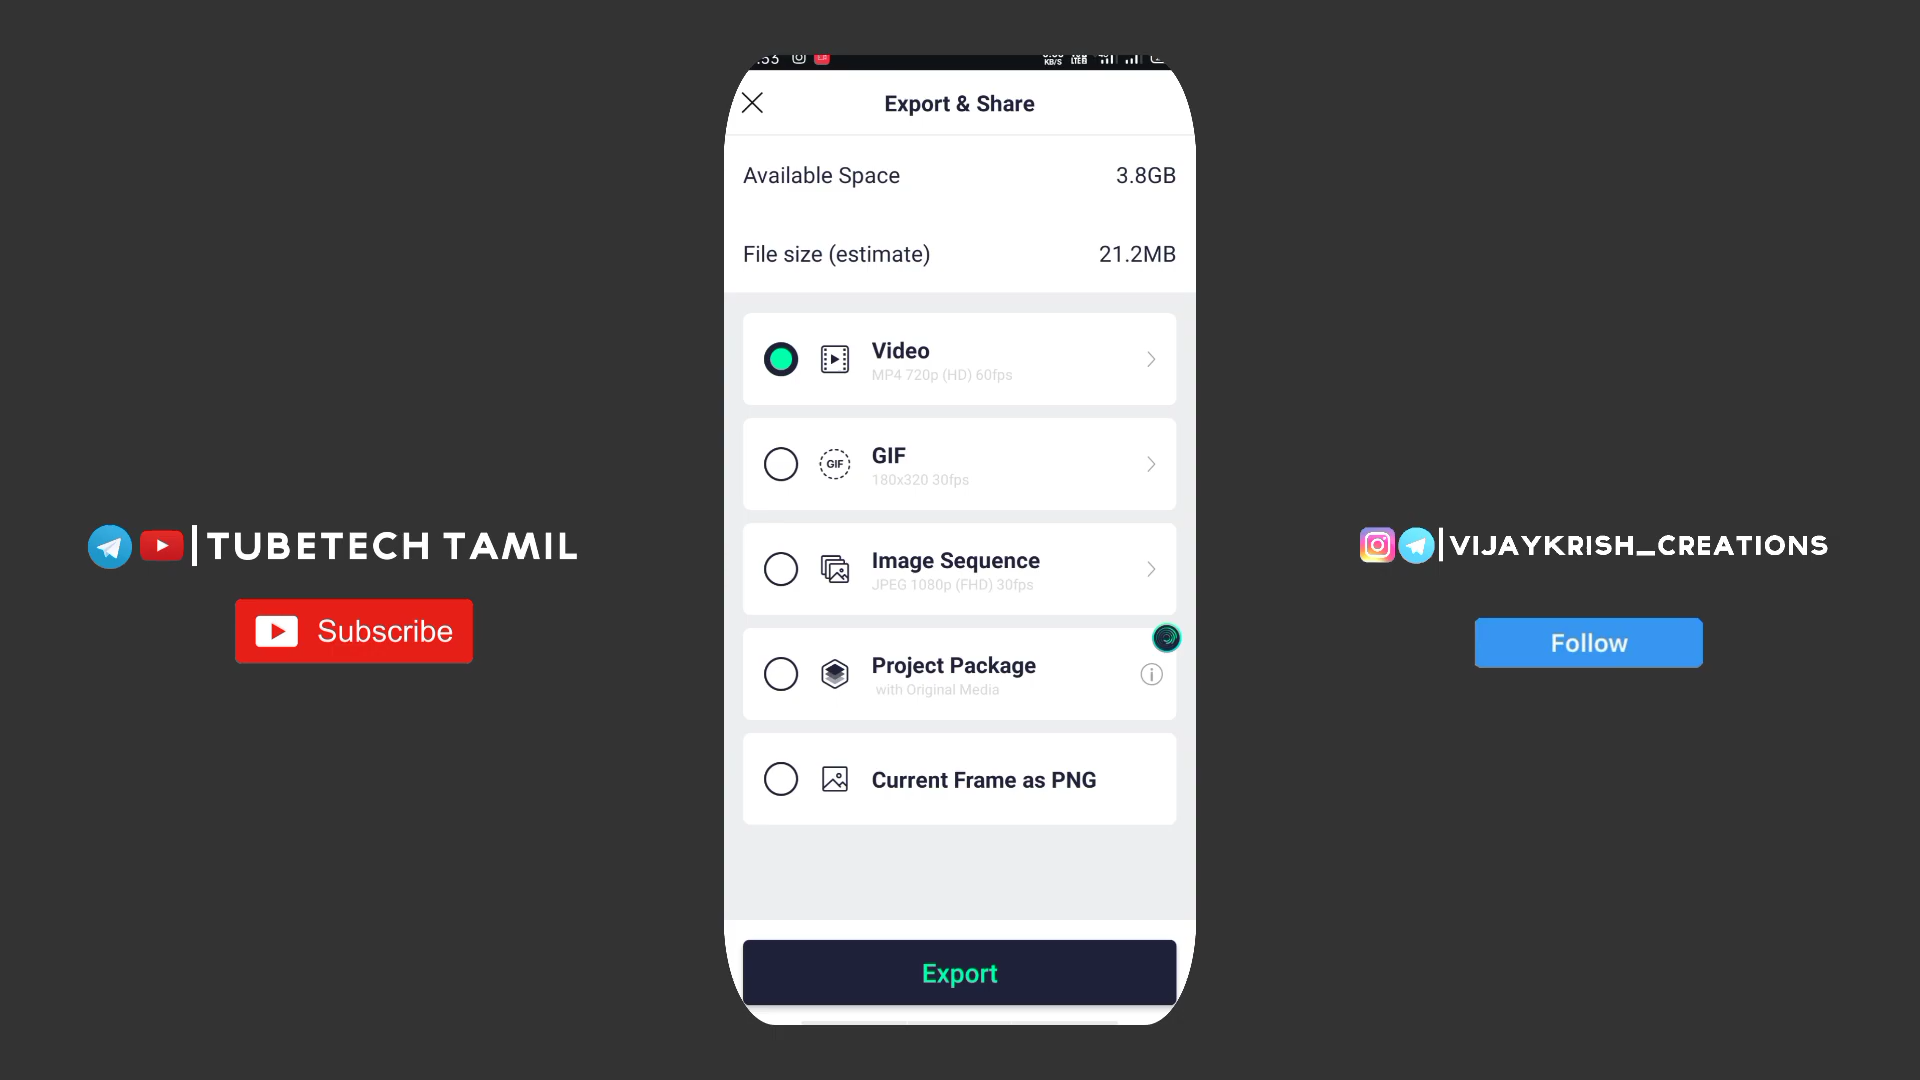 Export & Share
Available Space 3.8GB
File size (estimate) 21.2MB
Video
MP4 720p (HD) 60fps
GIF
GIF
180x320 30fps
Image Sequence
JPEG 1080p (FHD) 30fps
Project Package
with Original Media
Current Frame as PNG
Export
TUBETECH TAMIL
Subscribe
VIJAYKRISH_CREATIONS
Follow